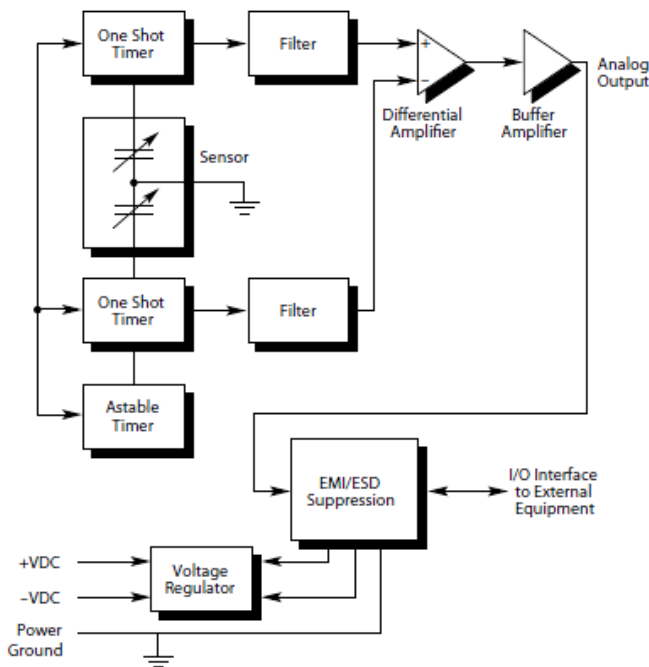 One Shot
Timer
Filter
+
−
Differential
Amplifier
Buffer
Amplifier
Analog
Output
Sensor
One Shot
Timer
Filter
Astable
Timer
EMI/ESD
Suppression
I/O Interface
to External
Equipment
+VDC
−VDC
Voltage
Regulator
Power
Ground